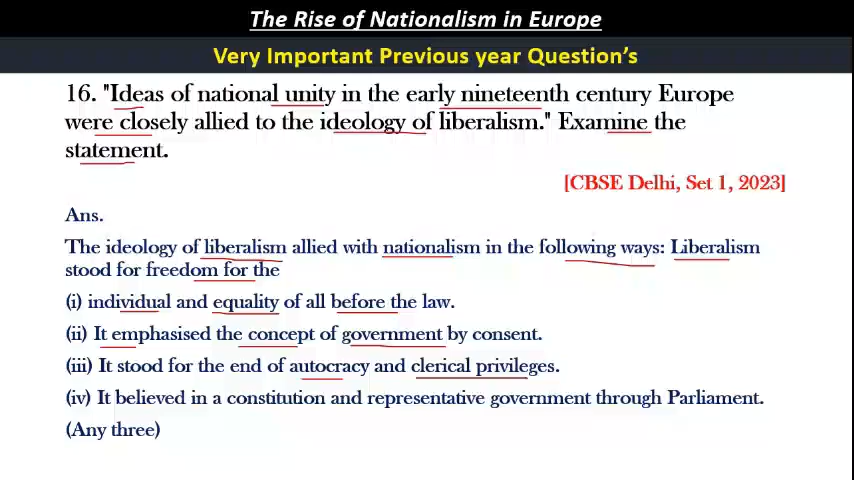 The Rise of Nationalism in Europe
Very Important Previous year Question's
16. "Ideas of national unity in the early nineteenth century Europe
were closely allied to the ideology of liberalism." Examine the
statement.
[CBSE Delhi, Set 1, 2023]
Ans.
The ideology of liberalism allied with nationalism in the following ways: Liberalism
stood for freedom for the
(i) individual and equality of all before the law.
(ii) It emphasised the concept of government by consent.
(iii) It stood for the end of autocracy and clerical privileges.
(iv) It believed in a constitution and representative government through Parliament.
(Any three)